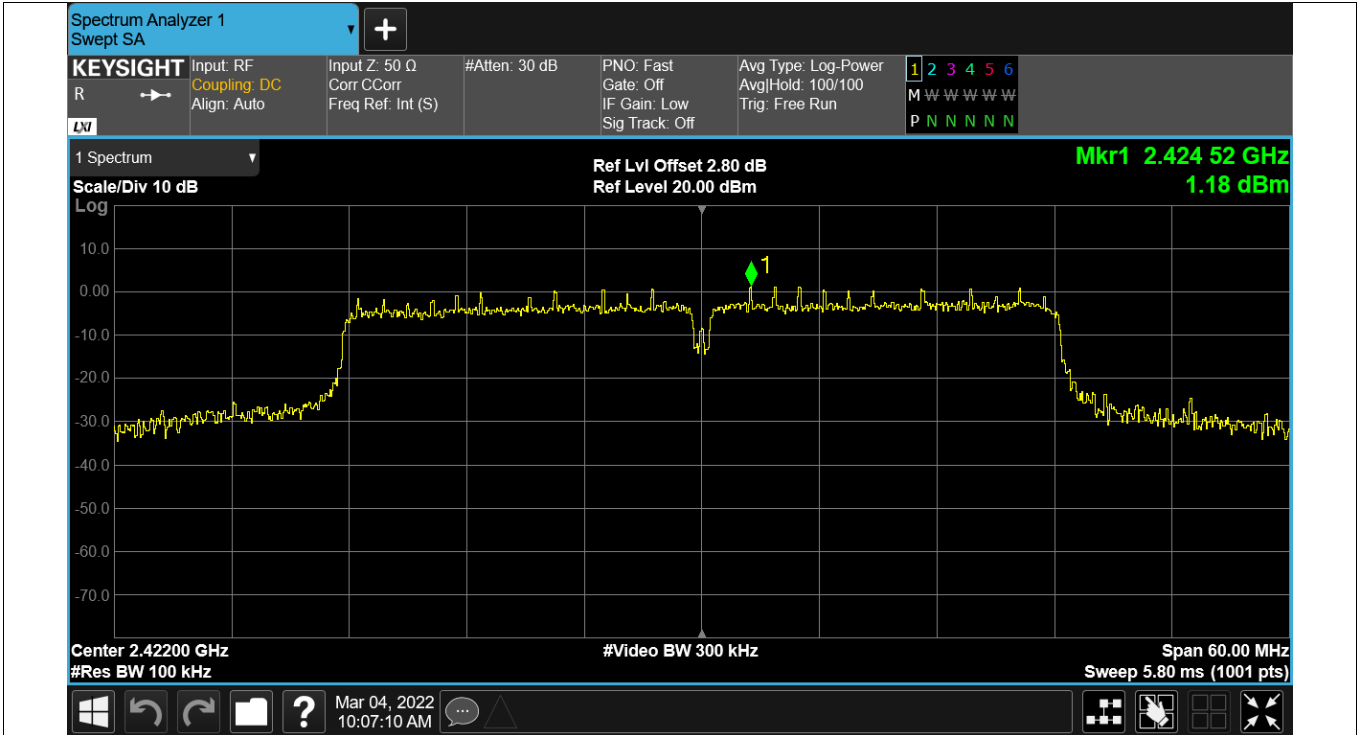 Spectrum Analyzer 1
Swept SA
KEYSIGHT
R
LXI
Input: RF
Coupling: DC
Align: Auto
Input Z: 50 Ω
Corr CCorr
Freq Ref: Int (S)
#Atten: 30 dB
PNO: Fast
Gate: Off
IF Gain: Low
Sig Track: Off
Avg Type: Log-Power
Avg|Hold: 100/100
Trig: Free Run
1 2 3 4 5 6
M W W W W W
P N N N N N
1 Spectrum
Scale/Div 10 dB
Log
Ref Lvl Offset 2.80 dB
Ref Level 20.00 dBm
Mkr1 2.424 52 GHz
1.18 dBm
1
10.0
0.00
-10.0
-20.0
-30.0
-40.0
-50.0
-60.0
-70.0
Center 2.42200 GHz
#Res BW 100 kHz
#Video BW 300 kHz
Span 60.00 MHz
Sweep 5.80 ms (1001 pts)
?
Mar 04, 2022
10:07:10 AM